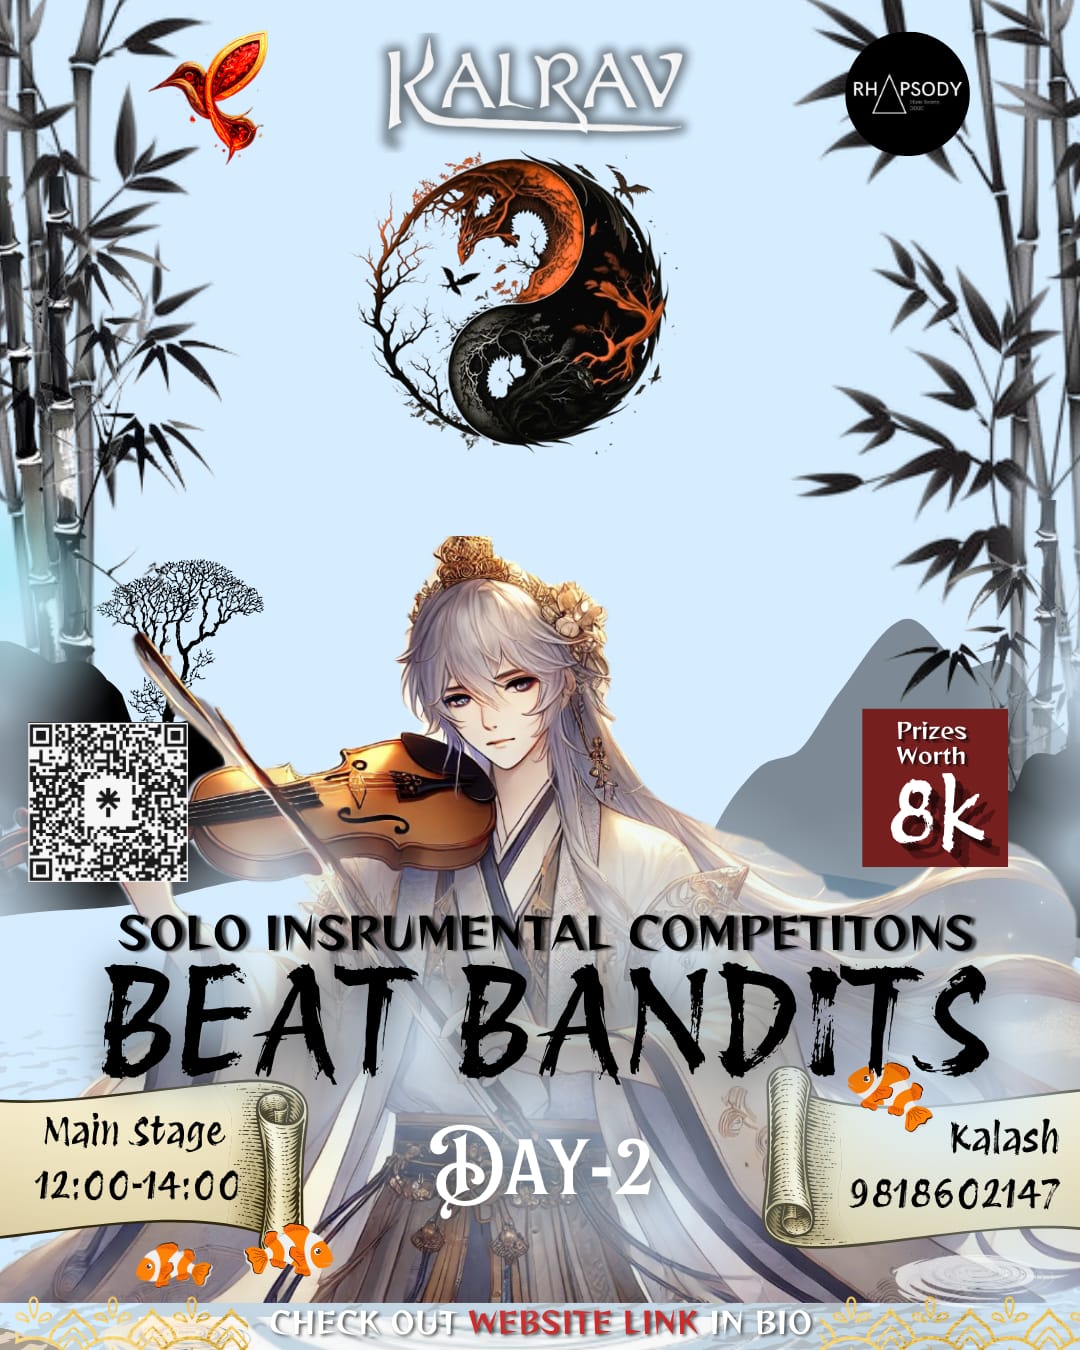 KALRAV
RHAPSODY
Prizes
Worth
8k
SOLO INSRUMENTAL COMPETITONS
BEAT BANDITS
Main Stage
12:00-14:00
DAY-2
Kalash
9818602147
CHECK OUT WEBSITE LINK IN BIO